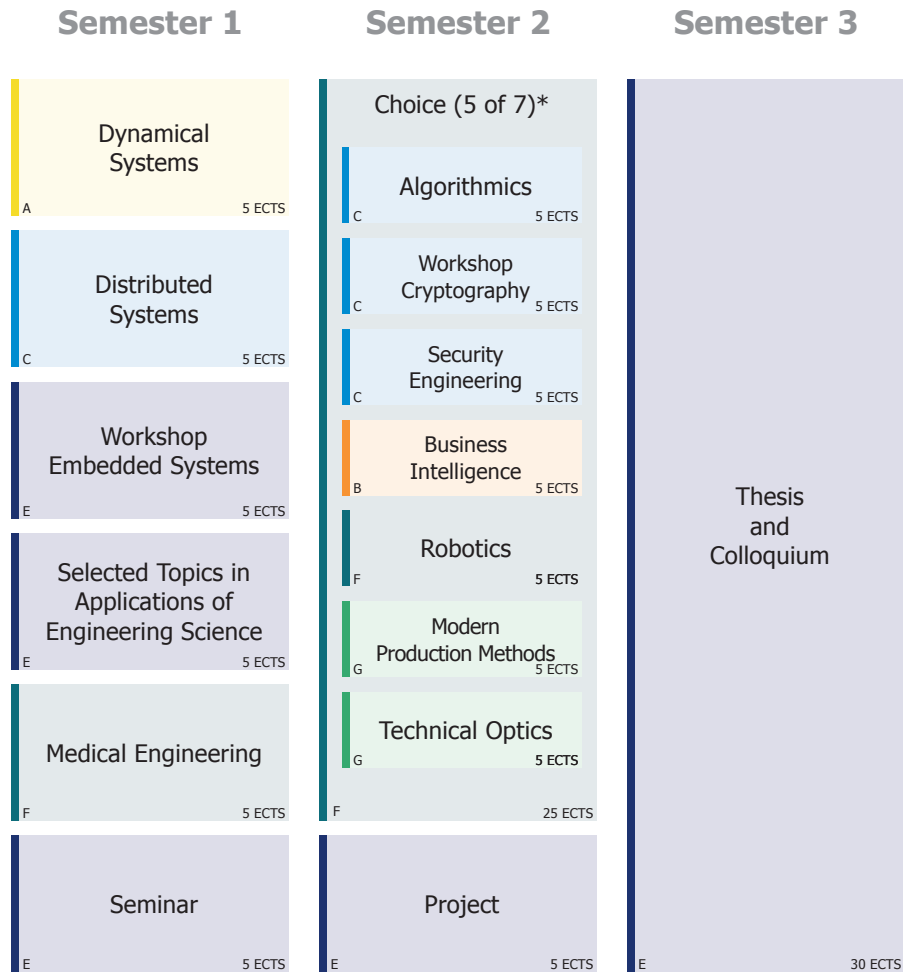 Semester 1
Semester 2
Semester 3
Dynamical
Systems
A
5 ECTS
Distributed
Systems
C
5 ECTS
Workshop
Embedded Systems
E
5 ECTS
Selected Topics in
Applications of
Engineering Science
E
5 ECTS
Medical Engineering
F
5 ECTS
Seminar
E
5 ECTS
Choice (5 of 7)*
Algorithmics
C
5 ECTS
Workshop
Cryptography
C
5 ECTS
Security
Engineering
C
5 ECTS
Business
Intelligence
B
5 ECTS
Robotics
F
5 ECTS
Modern
Production Methods
G
5 ECTS
Technical Optics
G
5 ECTS
F
25 ECTS
Project
E
5 ECTS
Thesis
and
Colloquium
E
30 ECTS